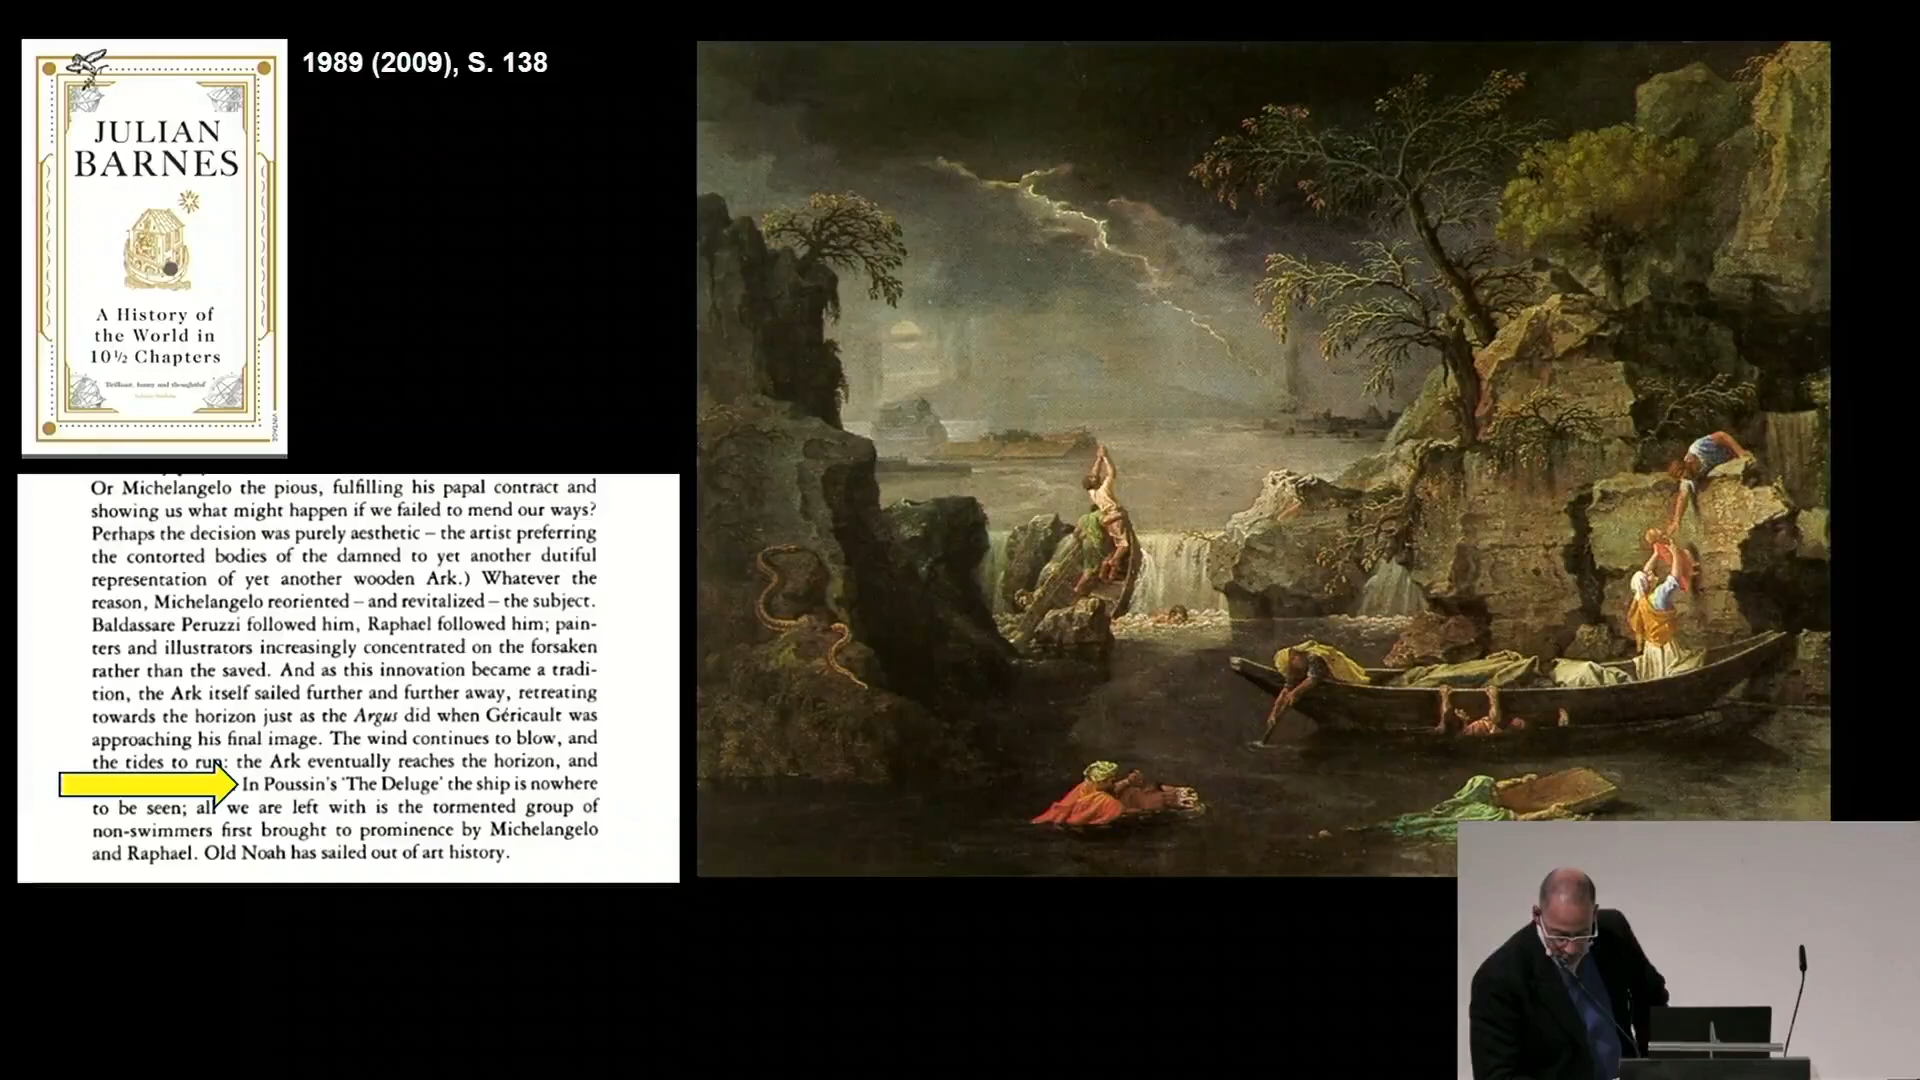 1989 (2009), S. 138
JULIAN
BARNES
A History of
the World in
10½ Chapters
'Brilliant, funny and thoughtful'
VINTAGE
Or Michelangelo the pious, fulfilling his papal contract and
showing us what might happen if we failed to mend our ways?
Perhaps the decision was purely aesthetic – the artist preferring
the contorted bodies of the damned to yet another dutiful
representation of yet another wooden Ark.) Whatever the
reason, Michelangelo reoriented – and revitalized – the subject.
Baldassare Peruzzi followed him, Raphael followed him; pain-
ters and illustrators increasingly concentrated on the forsaken
rather than the saved. And as this innovation became a tradi-
tion, the Ark itself sailed further and further away, retreating
towards the horizon just as the Argus did when Géricault was
approaching his final image. The wind continues to blow, and
the tides to run: the Ark eventually reaches the horizon, and
In Poussin's 'The Deluge' the ship is nowhere
to be seen; all we are left with is the tormented group of
non-swimmers first brought to prominence by Michelangelo
and Raphael. Old Noah has sailed out of art history.